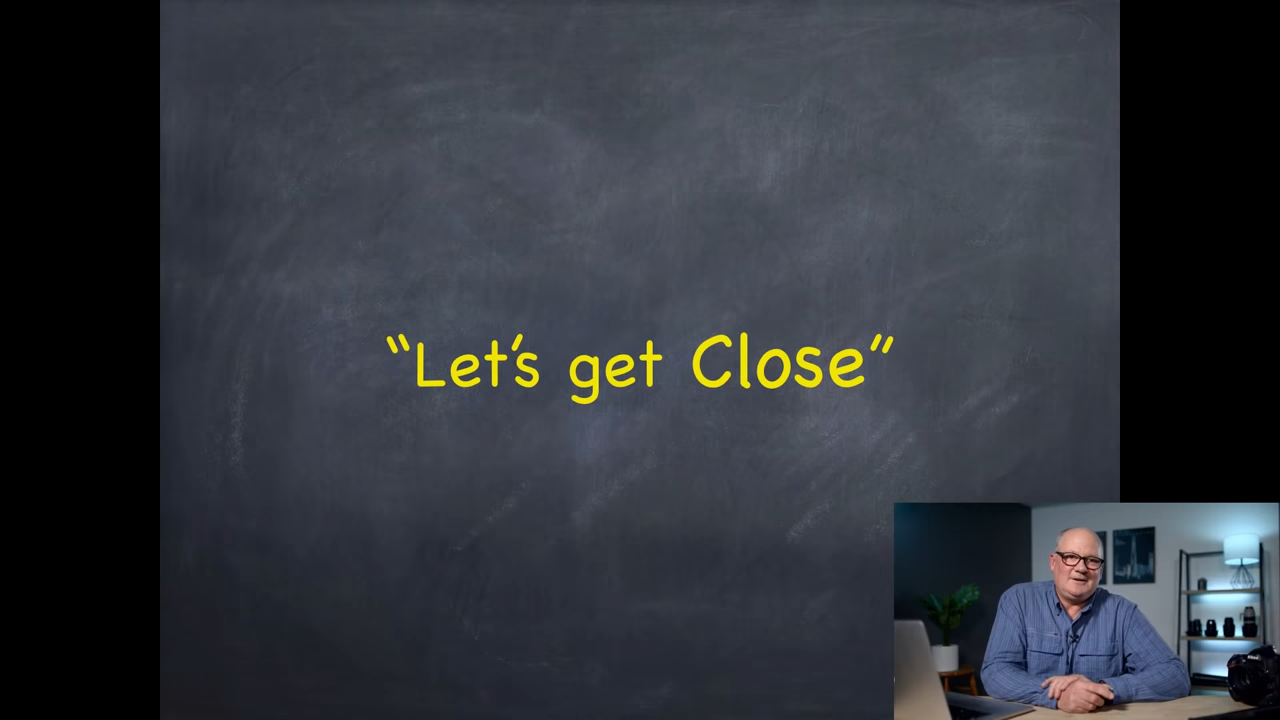 “Let’s get Close”